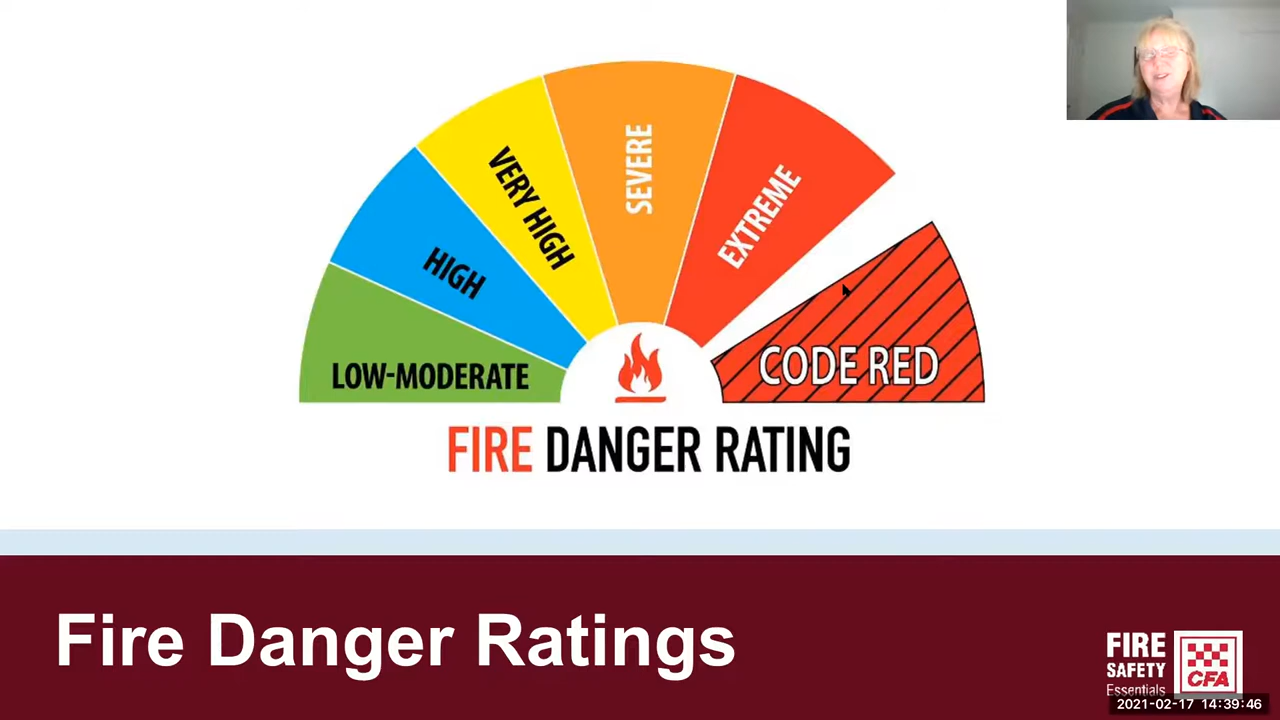 LOW-MODERATE
HIGH
VERY HIGH
SEVERE
EXTREME
CODE RED
FIRE DANGER RATING
Fire Danger Ratings
FIRE
SAFETY
Essentials
CFA
2021-02-17 14:39:46